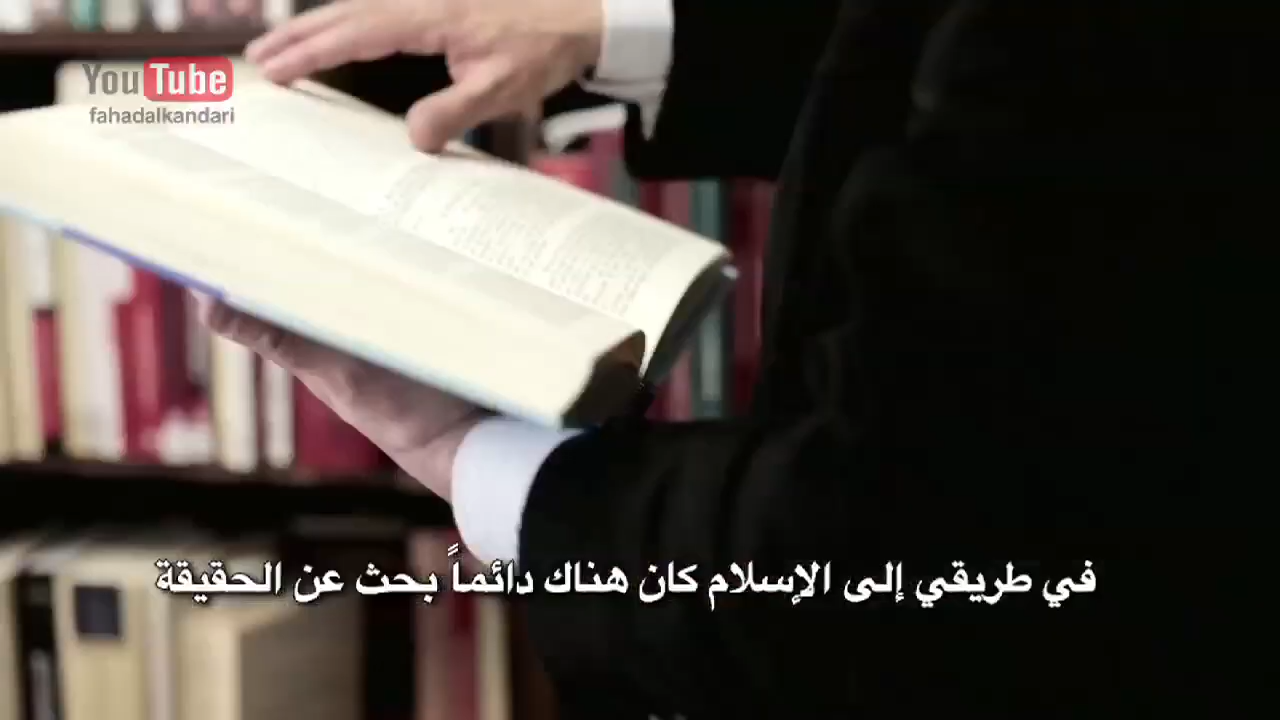 YouTube
fahadalkandari
في طريقي إلى الإسلام كان هناك دائماً بحث عن الحقيقة